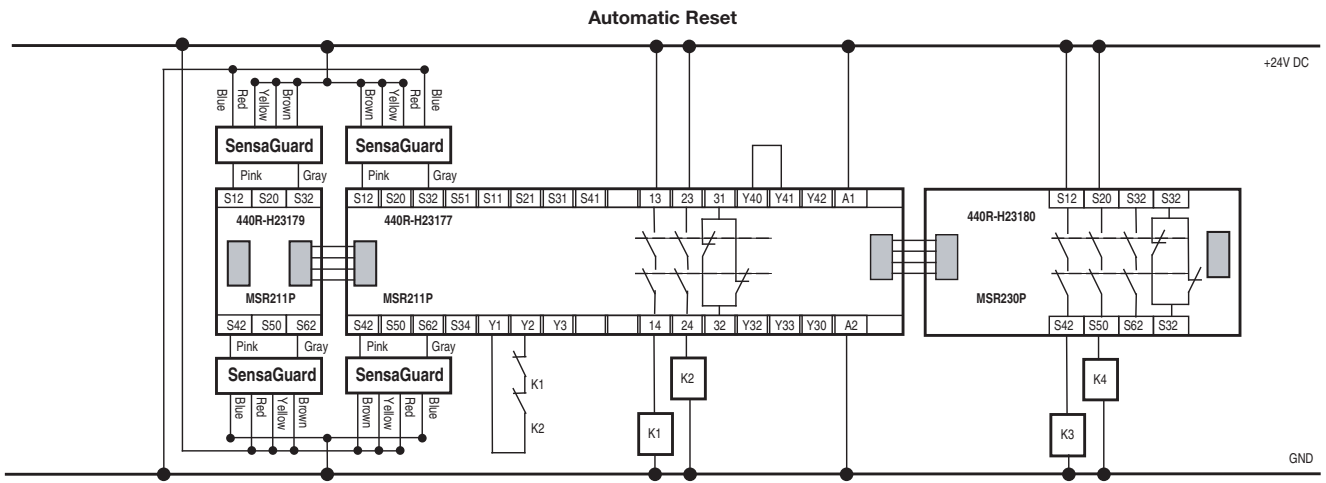 Automatic Reset
+24V DC
Blue
Red
Yellow
Brown
Brown
Yellow
Red
Blue
SensaGuard
SensaGuard
Pink Gray
Pink Gray
S12 S20 S32
S12 S20 S32 S51 S11 S21 S31 S41 13 23 31 Y40 Y41 Y42 A1
S12 S20 S32 S32
440R-H23179
440R-H23177
440R-H23180
MSR211P
MSR211P
MSR230P
S42 S50 S62
S42 S50 S62 S34 Y1 Y2 Y3 14 24 32 Y32 Y33 Y30 A2
S42 S50 S62 S32
Pink Gray
Pink Gray
SensaGuard
SensaGuard
Blue
Red
Yellow
Brown
Brown
Yellow
Red
Blue
K1
K2
K1
K2
K3
K4
GND